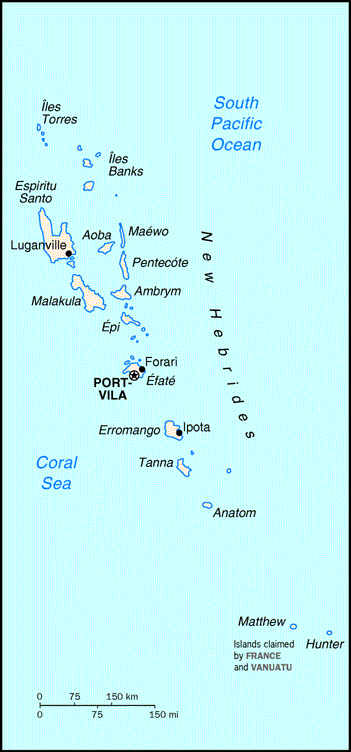 South
Pacific
Ocean
Îles
Torres
Îles
Banks
Espiritu
Santo
Aoba
Maéwo
Luganville
Pentecóte
Malakula
Ambrym
Épi
New Hebrides
Forari
PORT-
VILA
Éfaté
Erromango
Ipota
Coral
Sea
Tanna
Anatom
Matthew
Hunter
Islands claimed
by FRANCE
and VANUATU
0 75 150 km
0 75 150 mi